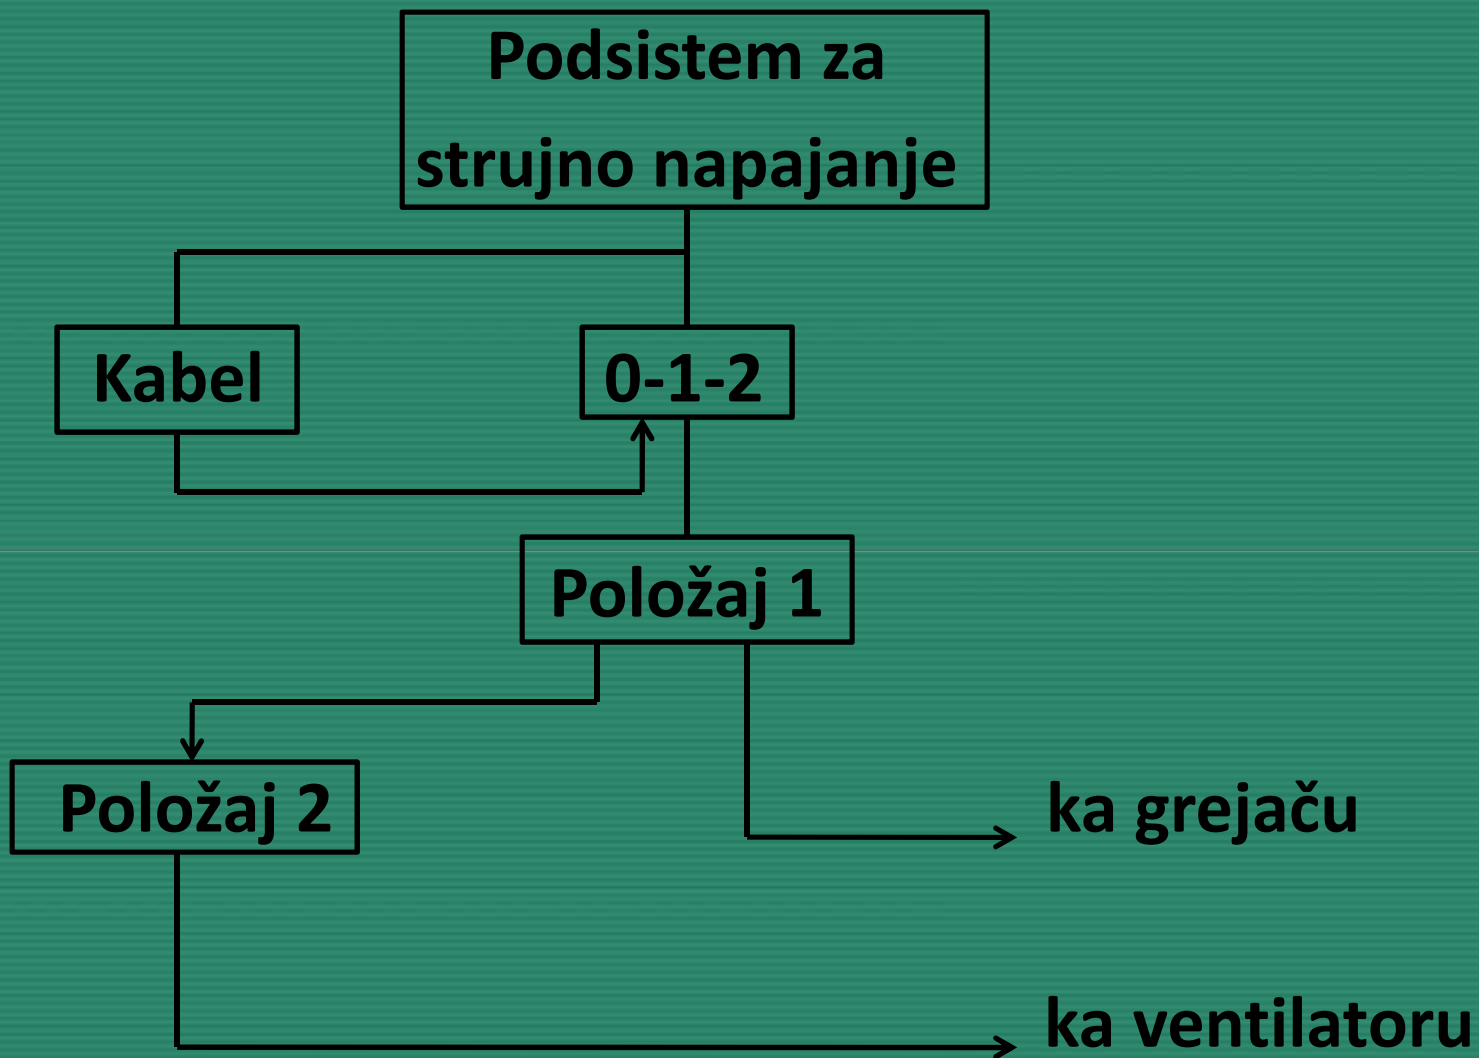 Podsistem za
strujno napajanje
Kabel
0-1-2
Položaj 1
Položaj 2
ka grejaču
ka ventilatoru